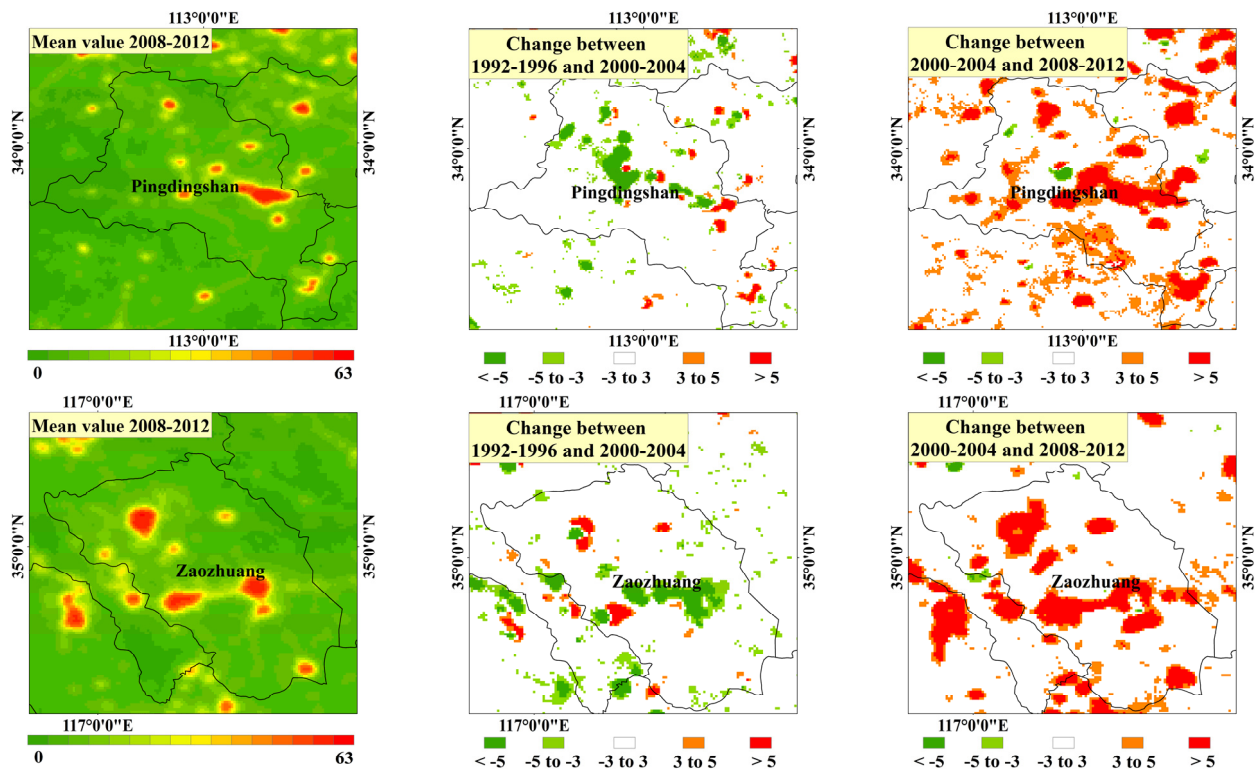 113°0'0"E
113°0'0"E
113°0'0"E
Mean value 2008-2012
Change between
1992-1996 and 2000-2004
Change between
2000-2004 and 2008-2012
34°0'0"N
34°0'0"N
34°0'0"N
34°0'0"N
Pingdingshan
Pingdingshan
Pingdingshan
113°0'0"E
113°0'0"E
113°0'0"E
0 63
< -5 -5 to -3 -3 to 3 3 to 5 > 5
< -5 -5 to -3 -3 to 3 3 to 5 > 5
117°0'0"E
117°0'0"E
117°0'0"E
Mean value 2008-2012
Change between
1992-1996 and 2000-2004
Change between
2000-2004 and 2008-2012
35°0'0"N
35°0'0"N
35°0'0"N
35°0'0"N
Zaozhuang
Zaozhuang
Zaozhuang
117°0'0"E
117°0'0"E
117°0'0"E
0 63
< -5 -5 to -3 -3 to 3 3 to 5 > 5
< -5 -5 to -3 -3 to 3 3 to 5 > 5